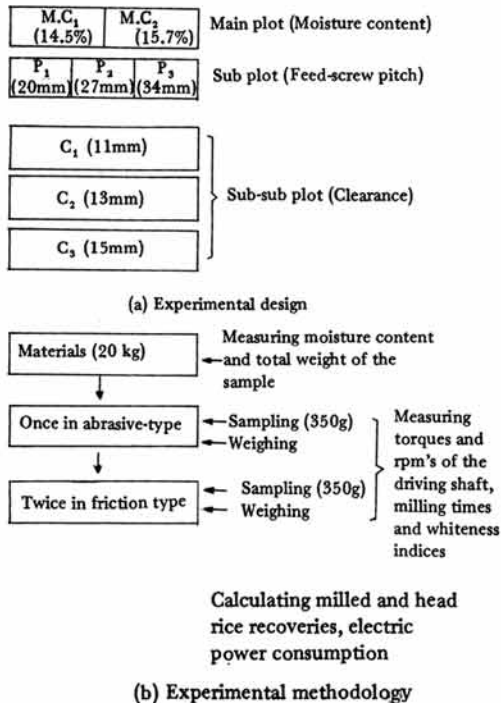 M.C₁ M.C₂
(14.5%) (15.7%)
Main plot (Moisture content)
P₁ P₂ P₃
(20mm) (27mm) (34mm)
Sub plot (Feed-screw pitch)
C₁ (11mm)
C₂ (13mm)
C₃ (15mm)
Sub-sub plot (Clearance)
(a) Experimental design
Materials (20 kg)
Measuring moisture content
and total weight of the
sample
Once in abrasive-type
Sampling (350g)
Weighing
Twice in friction type
Sampling (350g)
Weighing
Measuring
torques and
rpm's of the
driving shaft,
milling times
and whiteness
indices
Calculating milled and head
rice recoveries, electric
power consumption
(b) Experimental methodology